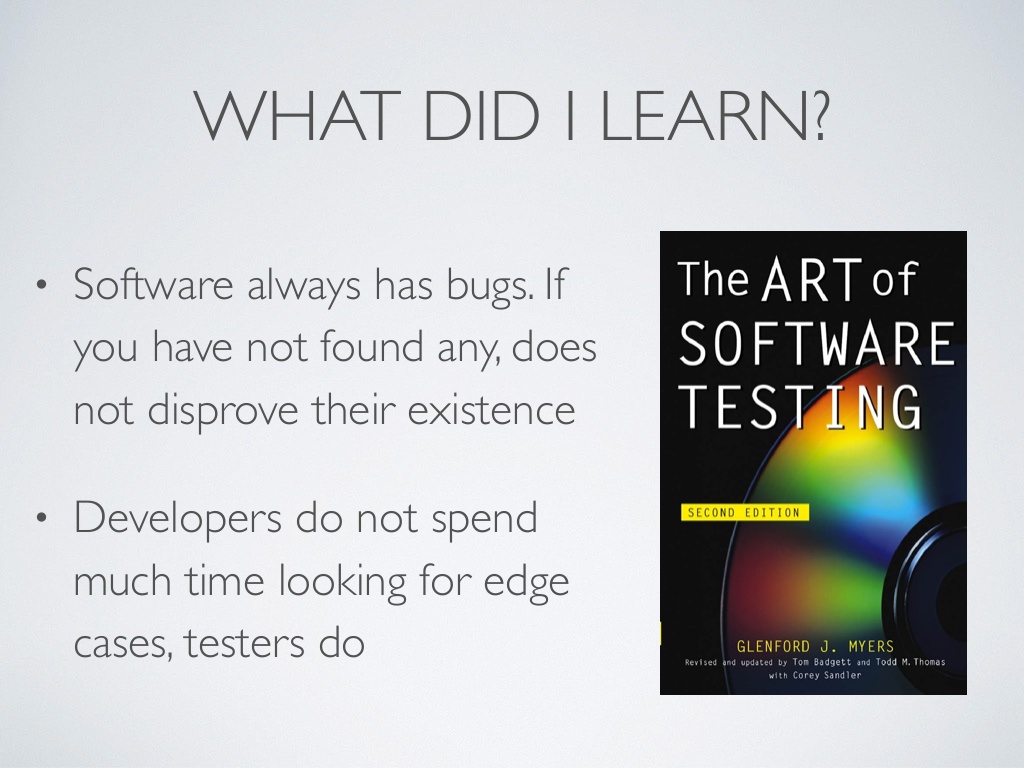 WHAT DID I LEARN?
• Software always has bugs. If
you have not found any, does
not disprove their existence
• Developers do not spend
much time looking for edge
cases, testers do
The ART of
SOFTWARE
TESTING
SECOND EDITION
GLENFORD J. MYERS
Revised and updated by Tom Badgett and Todd M. Thomas
with Corey Sandler